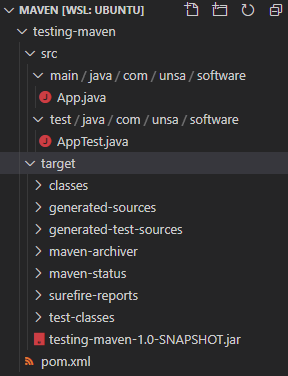 MAVEN [WSL: UBUNTU]
testing-maven
src
main / java / com / unsa / software
App.java
test / java / com / unsa / software
AppTest.java
target
classes
generated-sources
generated-test-sources
maven-archiver
maven-status
surefire-reports
test-classes
testing-maven-1.0-SNAPSHOT.jar
pom.xml